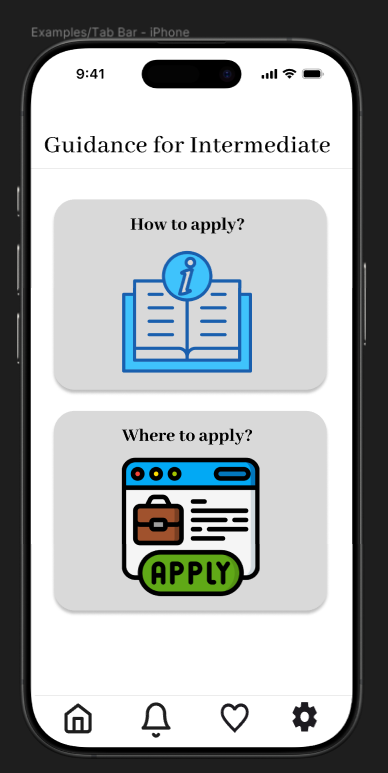 Examples/Tab Bar - iPhone
9:41
Guidance for Intermediate
How to apply?
i
Where to apply?
APPLY